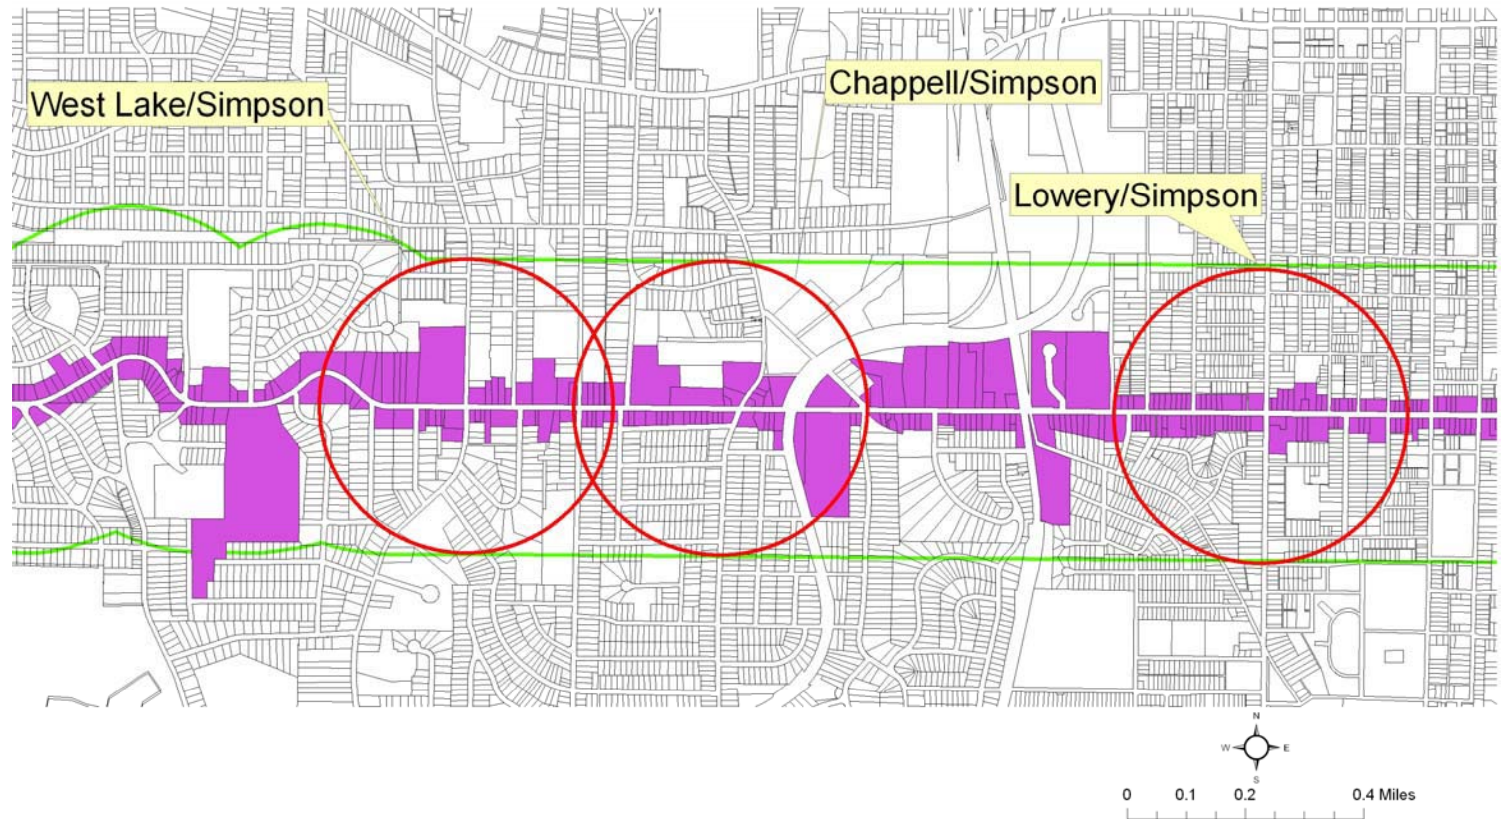 Chappell/Simpson
West Lake/Simpson
Lowery/Simpson
N
W E
S
0 0.1 0.2 0.4 Miles